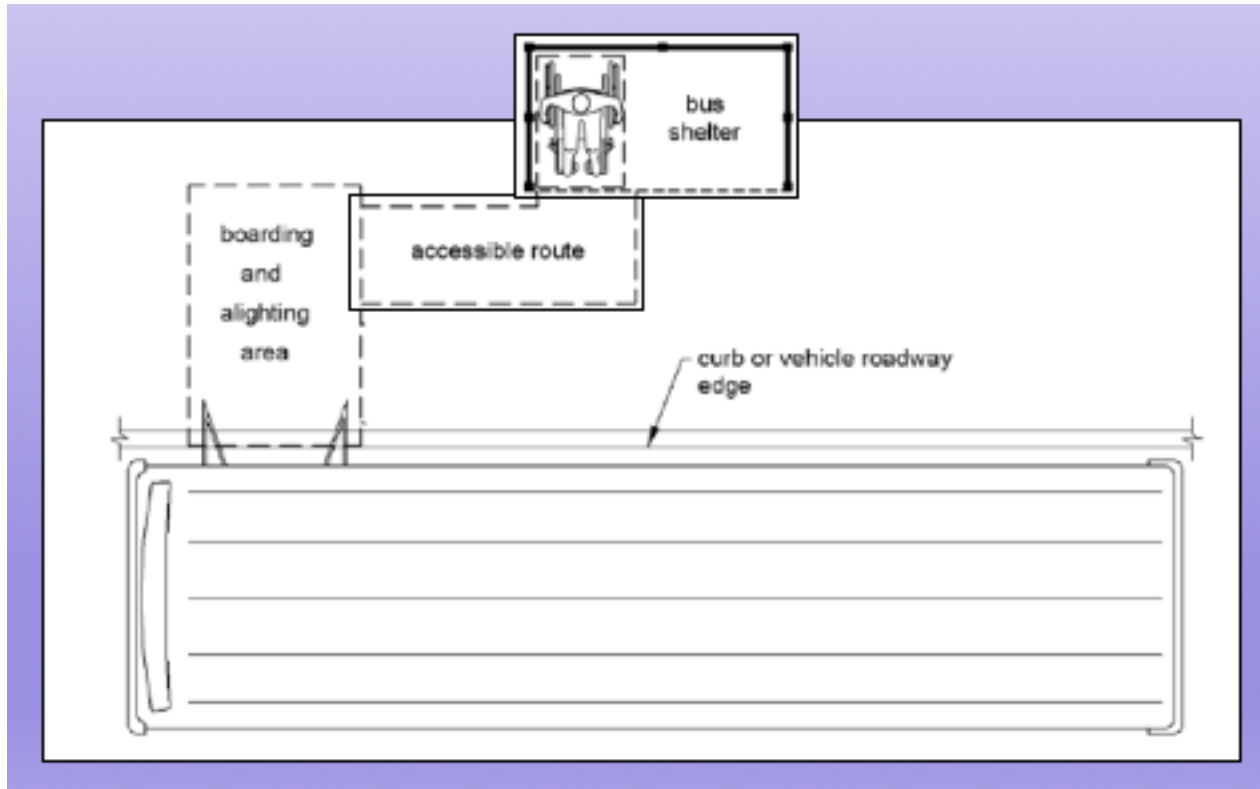 bus
shelter
boarding
and
alighting
area
accessible route
curb or vehicle roadway
edge